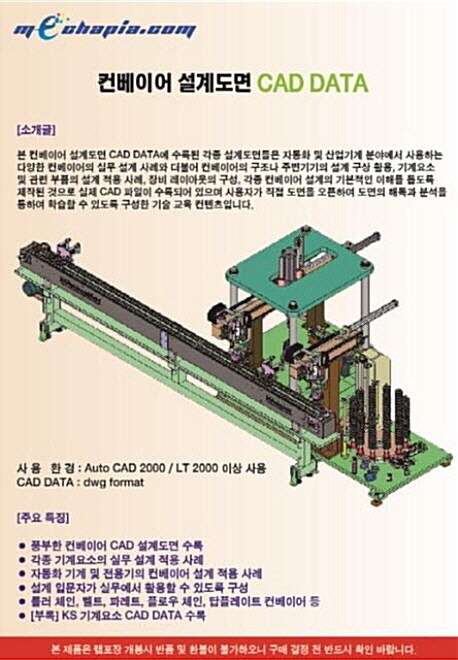 mechapia.com
컨베이어 설계도면 CAD DATA
[소개글]
본 컨베이어 설계도면 CAD DATA에 수록된 각종 설계도면들은 자동화 및 산업기계 분야에서 사용하는
다양한 컨베이어의 실무 설계 사례와 더불어 컨베이어의 구조나 주변기기의 설계 구상 활용, 기계요소
및 관련 부품의 설계 적용 사례, 장비 레이아웃의 구성, 각종 컨베이어 설계의 기본적인 이해를 돕도록
제작된 것으로 실제 CAD 파일이 수록되어 있으며 사용자가 직접 도면을 오픈하여 도면의 해독과 분석을
통하여 학습할 수 있도록 구성한 기술 교육 컨텐츠입니다.
사 용 환 경 : Auto CAD 2000 / LT 2000 이상 사용
CAD DATA : dwg format
[주요 특징]
● 풍부한 컨베이어 CAD 설계도면 수록
● 각종 기계요소의 실무 설계 적용 사례
● 자동화 기계 및 전용기의 컨베이어 설계 적용 사례
● 설계 입문자가 실무에서 활용할 수 있도록 구성
● 롤러 체인, 벨트, 파레트, 플로우 체인, 탑플레이트 컨베이어 등
● [부록] KS 기계요소 CAD DATA 수록
본 제품은 랩포장 개봉시 반품 및 환불이 불가하오니 구매 결정 전 반드시 확인 바랍니다.